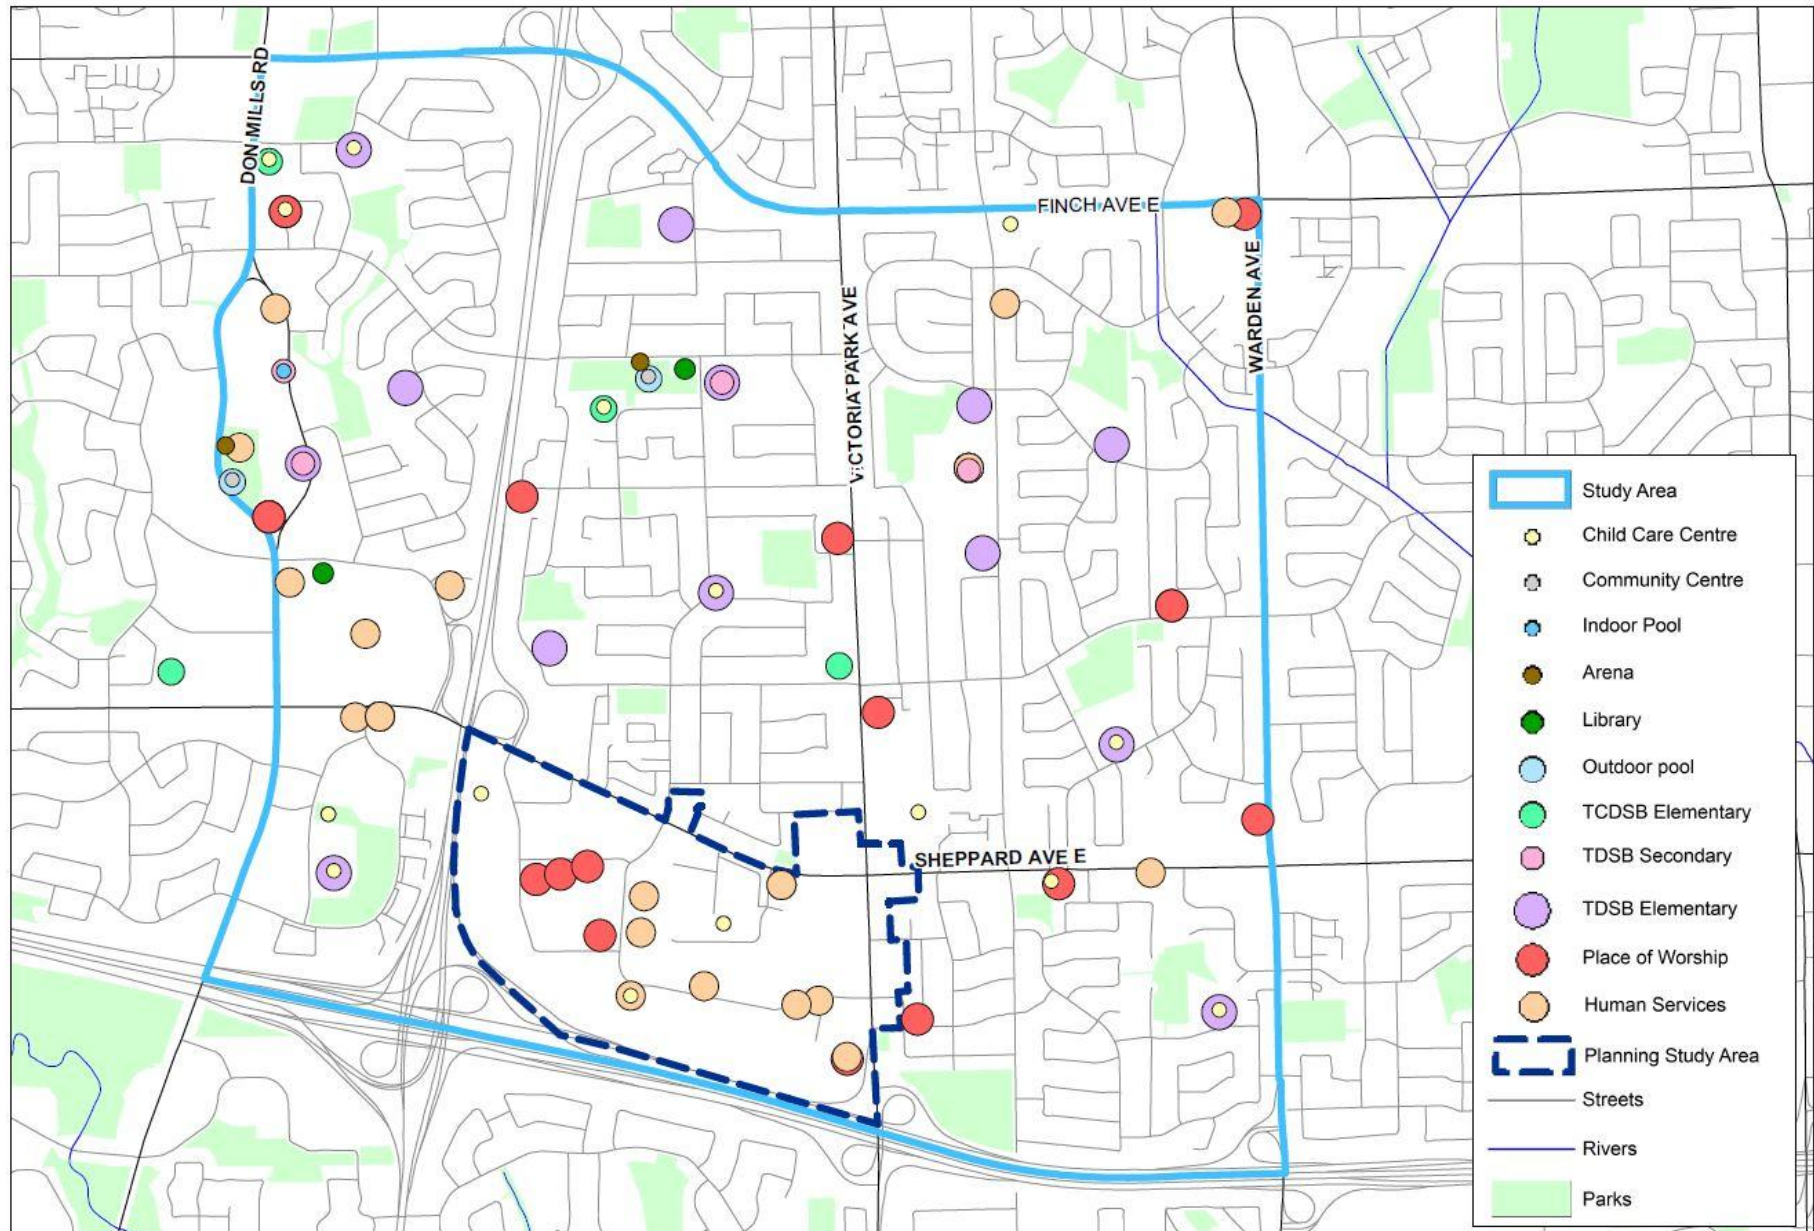 DON MILLS RD
FINCH AVE E
WARDEN AVE
VICTORIA PARK AVE
SHEPPARD AVE E
Study Area
Child Care Centre
Community Centre
Indoor Pool
Arena
Library
Outdoor pool
TCDSB Elementary
TDSB Secondary
TDSB Elementary
Place of Worship
Human Services
Planning Study Area
Streets
Rivers
Parks